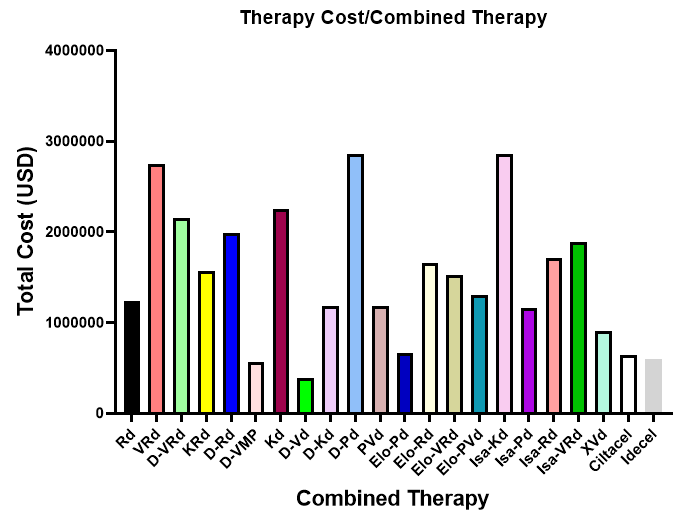 Therapy Cost/Combined Therapy
Total Cost (USD)
4000000
3000000
2000000
1000000
0
Rd
VRd
D-VRd
KRd
D-Rd
D-VMP
Kd
D-Vd
D-Kd
D-Pd
PVd
Elo-Pd
Elo-Rd
Elo-VRd
Elo-PVd
Isa-Kd
Isa-Pd
Isa-Rd
Isa-VRd
XVd
Ciltacel
Idecel
Combined Therapy